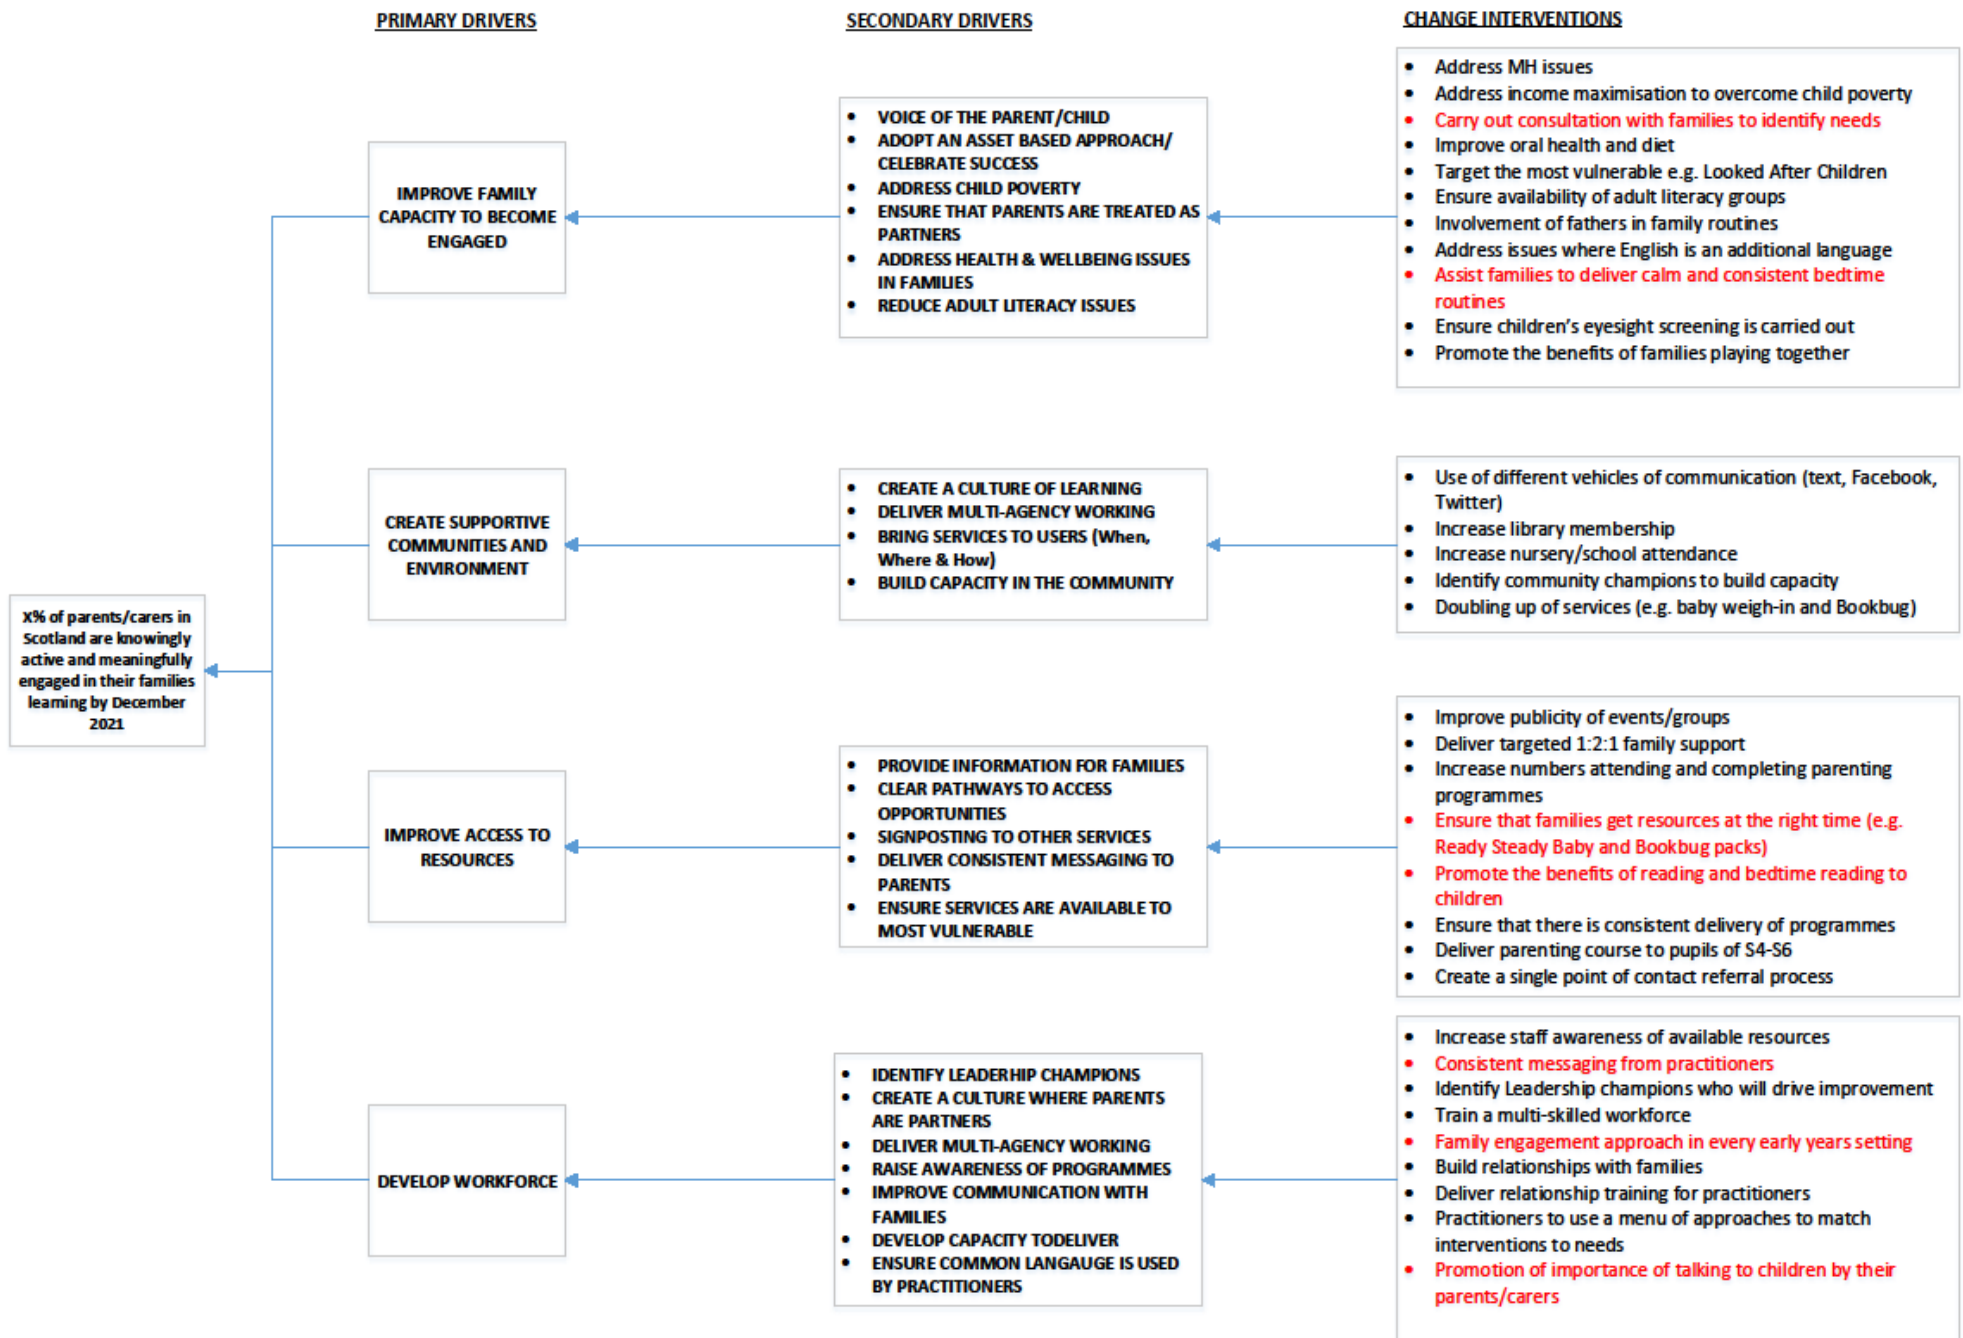 PRIMARY DRIVERS
SECONDARY DRIVERS
CHANGE INTERVENTIONS
X% of parents/carers in
Scotland are knowingly
active and meaningfully
engaged in their families
learning by December
2021
IMPROVE FAMILY
CAPACITY TO BECOME
ENGAGED
• VOICE OF THE PARENT/CHILD
• ADOPT AN ASSET BASED APPROACH/
CELEBRATE SUCCESS
• ADDRESS CHILD POVERTY
• ENSURE THAT PARENTS ARE TREATED AS
PARTNERS
• ADDRESS HEALTH & WELLBEING ISSUES
IN FAMILIES
• REDUCE ADULT LITERACY ISSUES
• Address MH issues
• Address income maximisation to overcome child poverty
• Carry out consultation with families to identify needs
• Improve oral health and diet
• Target the most vulnerable e.g. Looked After Children
• Ensure availability of adult literacy groups
• Involvement of fathers in family routines
• Address issues where English is an additional language
• Assist families to deliver calm and consistent bedtime
routines
• Ensure children's eyesight screening is carried out
• Promote the benefits of families playing together
CREATE SUPPORTIVE
COMMUNITIES AND
ENVIRONMENT
• CREATE A CULTURE OF LEARNING
• DELIVER MULTI-AGENCY WORKING
• BRING SERVICES TO USERS (When,
Where & How)
• BUILD CAPACITY IN THE COMMUNITY
• Use of different vehicles of communication (text, Facebook,
Twitter)
• Increase library membership
• Increase nursery/school attendance
• Identify community champions to build capacity
• Doubling up of services (e.g. baby weigh-in and Bookbug)
IMPROVE ACCESS TO
RESOURCES
• PROVIDE INFORMATION FOR FAMILIES
• CLEAR PATHWAYS TO ACCESS
OPPORTUNITIES
• SIGNPOSTING TO OTHER SERVICES
• DELIVER CONSISTENT MESSAGING TO
PARENTS
• ENSURE SERVICES ARE AVAILABLE TO
MOST VULNERABLE
• Improve publicity of events/groups
• Deliver targeted 1:2:1 family support
• Increase numbers attending and completing parenting
programmes
• Ensure that families get resources at the right time (e.g.
Ready Steady Baby and Bookbug packs)
• Promote the benefits of reading and bedtime reading to
children
• Ensure that there is consistent delivery of programmes
• Deliver parenting course to pupils of S4-S6
• Create a single point of contact referral process
DEVELOP WORKFORCE
• IDENTIFY LEADERHIP CHAMPIONS
• CREATE A CULTURE WHERE PARENTS
ARE PARTNERS
• DELIVER MULTI-AGENCY WORKING
• RAISE AWARENESS OF PROGRAMMES
• IMPROVE COMMUNICATION WITH
FAMILIES
• DEVELOP CAPACITY TODELIVER
• ENSURE COMMON LANGAUGE IS USED
BY PRACTITIONERS
• Increase staff awareness of available resources
• Consistent messaging from practitioners
• Identify Leadership champions who will drive improvement
• Train a multi-skilled workforce
• Family engagement approach in every early years setting
• Build relationships with families
• Deliver relationship training for practitioners
• Practitioners to use a menu of approaches to match
interventions to needs
• Promotion of importance of talking to children by their
parents/carers